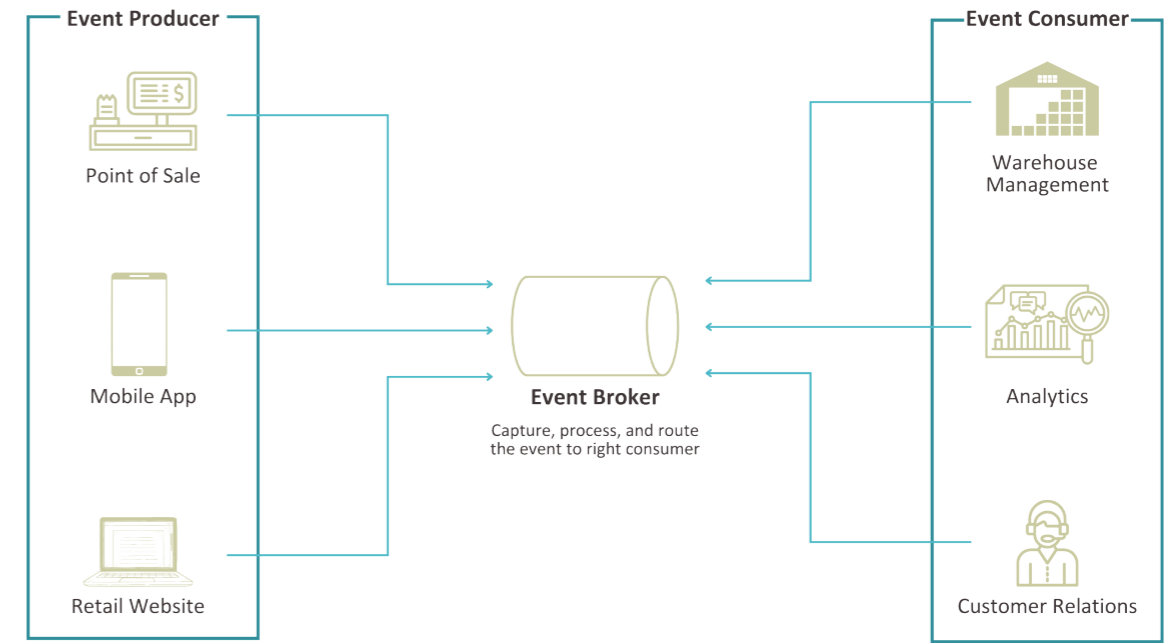 Event Producer
Point of Sale
Mobile App
Retail Website
Event Broker
Capture, process, and route
the event to right consumer
Event Consumer
Warehouse
Management
Analytics
Customer Relations